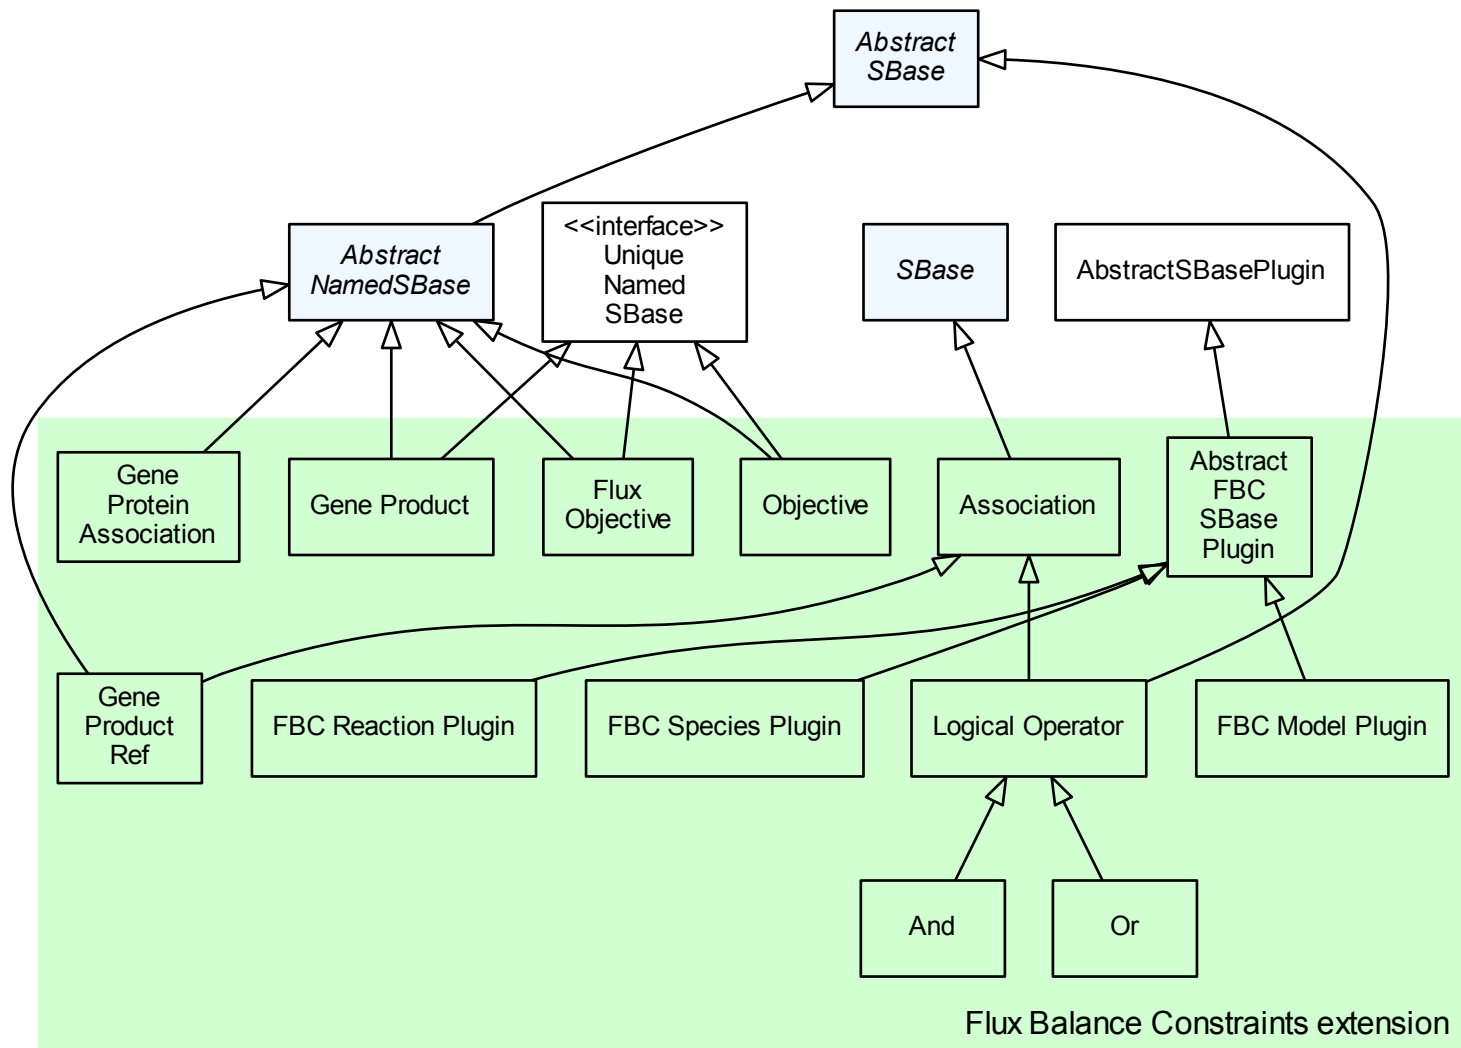 Abstract
SBase
Abstract
NamedSBase
<<interface>>
Unique
Named
SBase
SBase
AbstractSBasePlugin
Gene
Protein
Association
Gene Product
Flux
Objective
Objective
Association
Abstract
FBC
SBase
Plugin
Gene
Product
Ref
FBC Reaction Plugin
FBC Species Plugin
Logical Operator
FBC Model Plugin
And
Or
Flux Balance Constraints extension